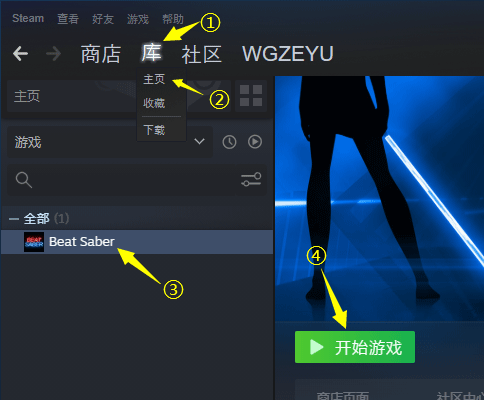 Steam 查看 好友 游戏 帮助
①
商店 库 社区 WGZEYU
主页
②
收藏
下载
主页
游戏
全部 (1)
BEAT SABER
Beat Saber
③
④
开始游戏
商店页面 社区中心